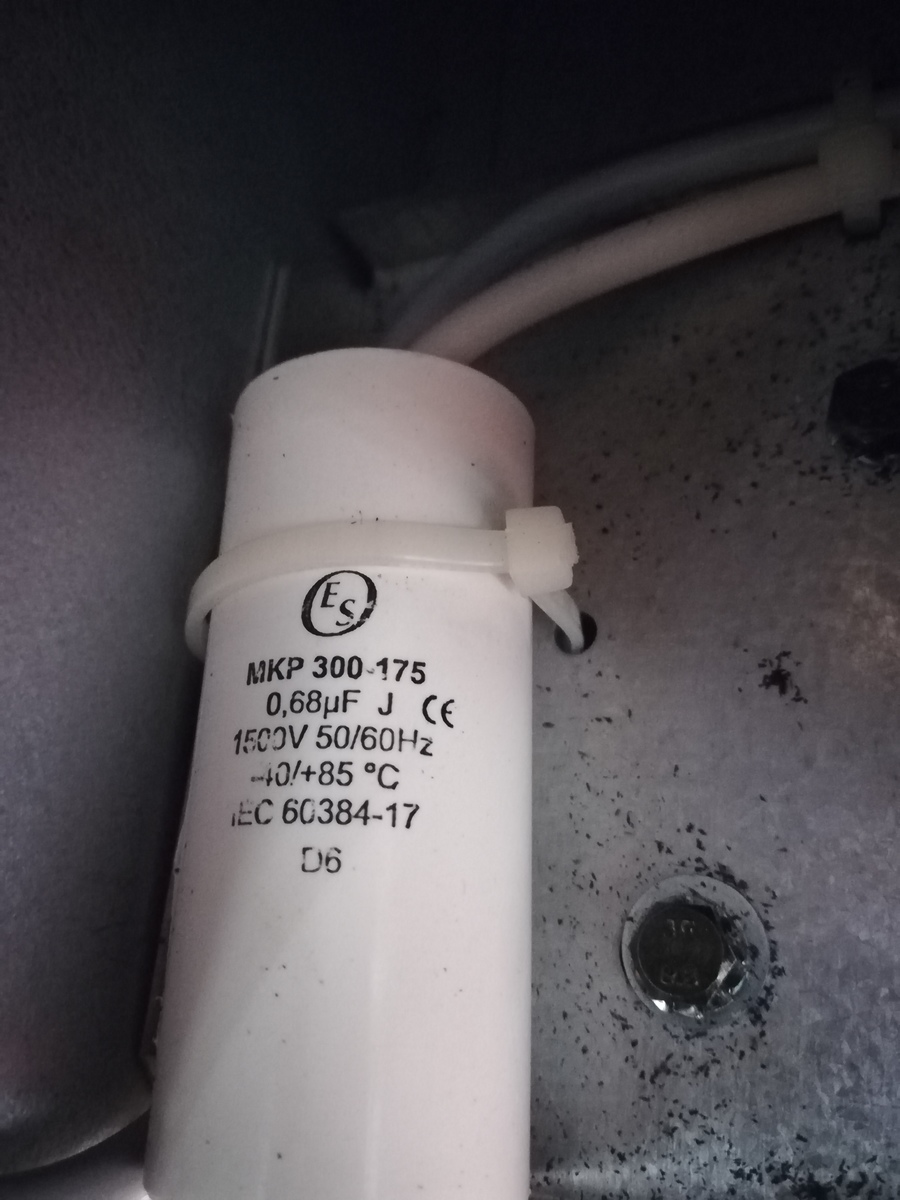 ES
MKP 300-175
0,68µF J CE
1500V 50/60Hz
-40/+85 °C
IEC 60384-17
D6